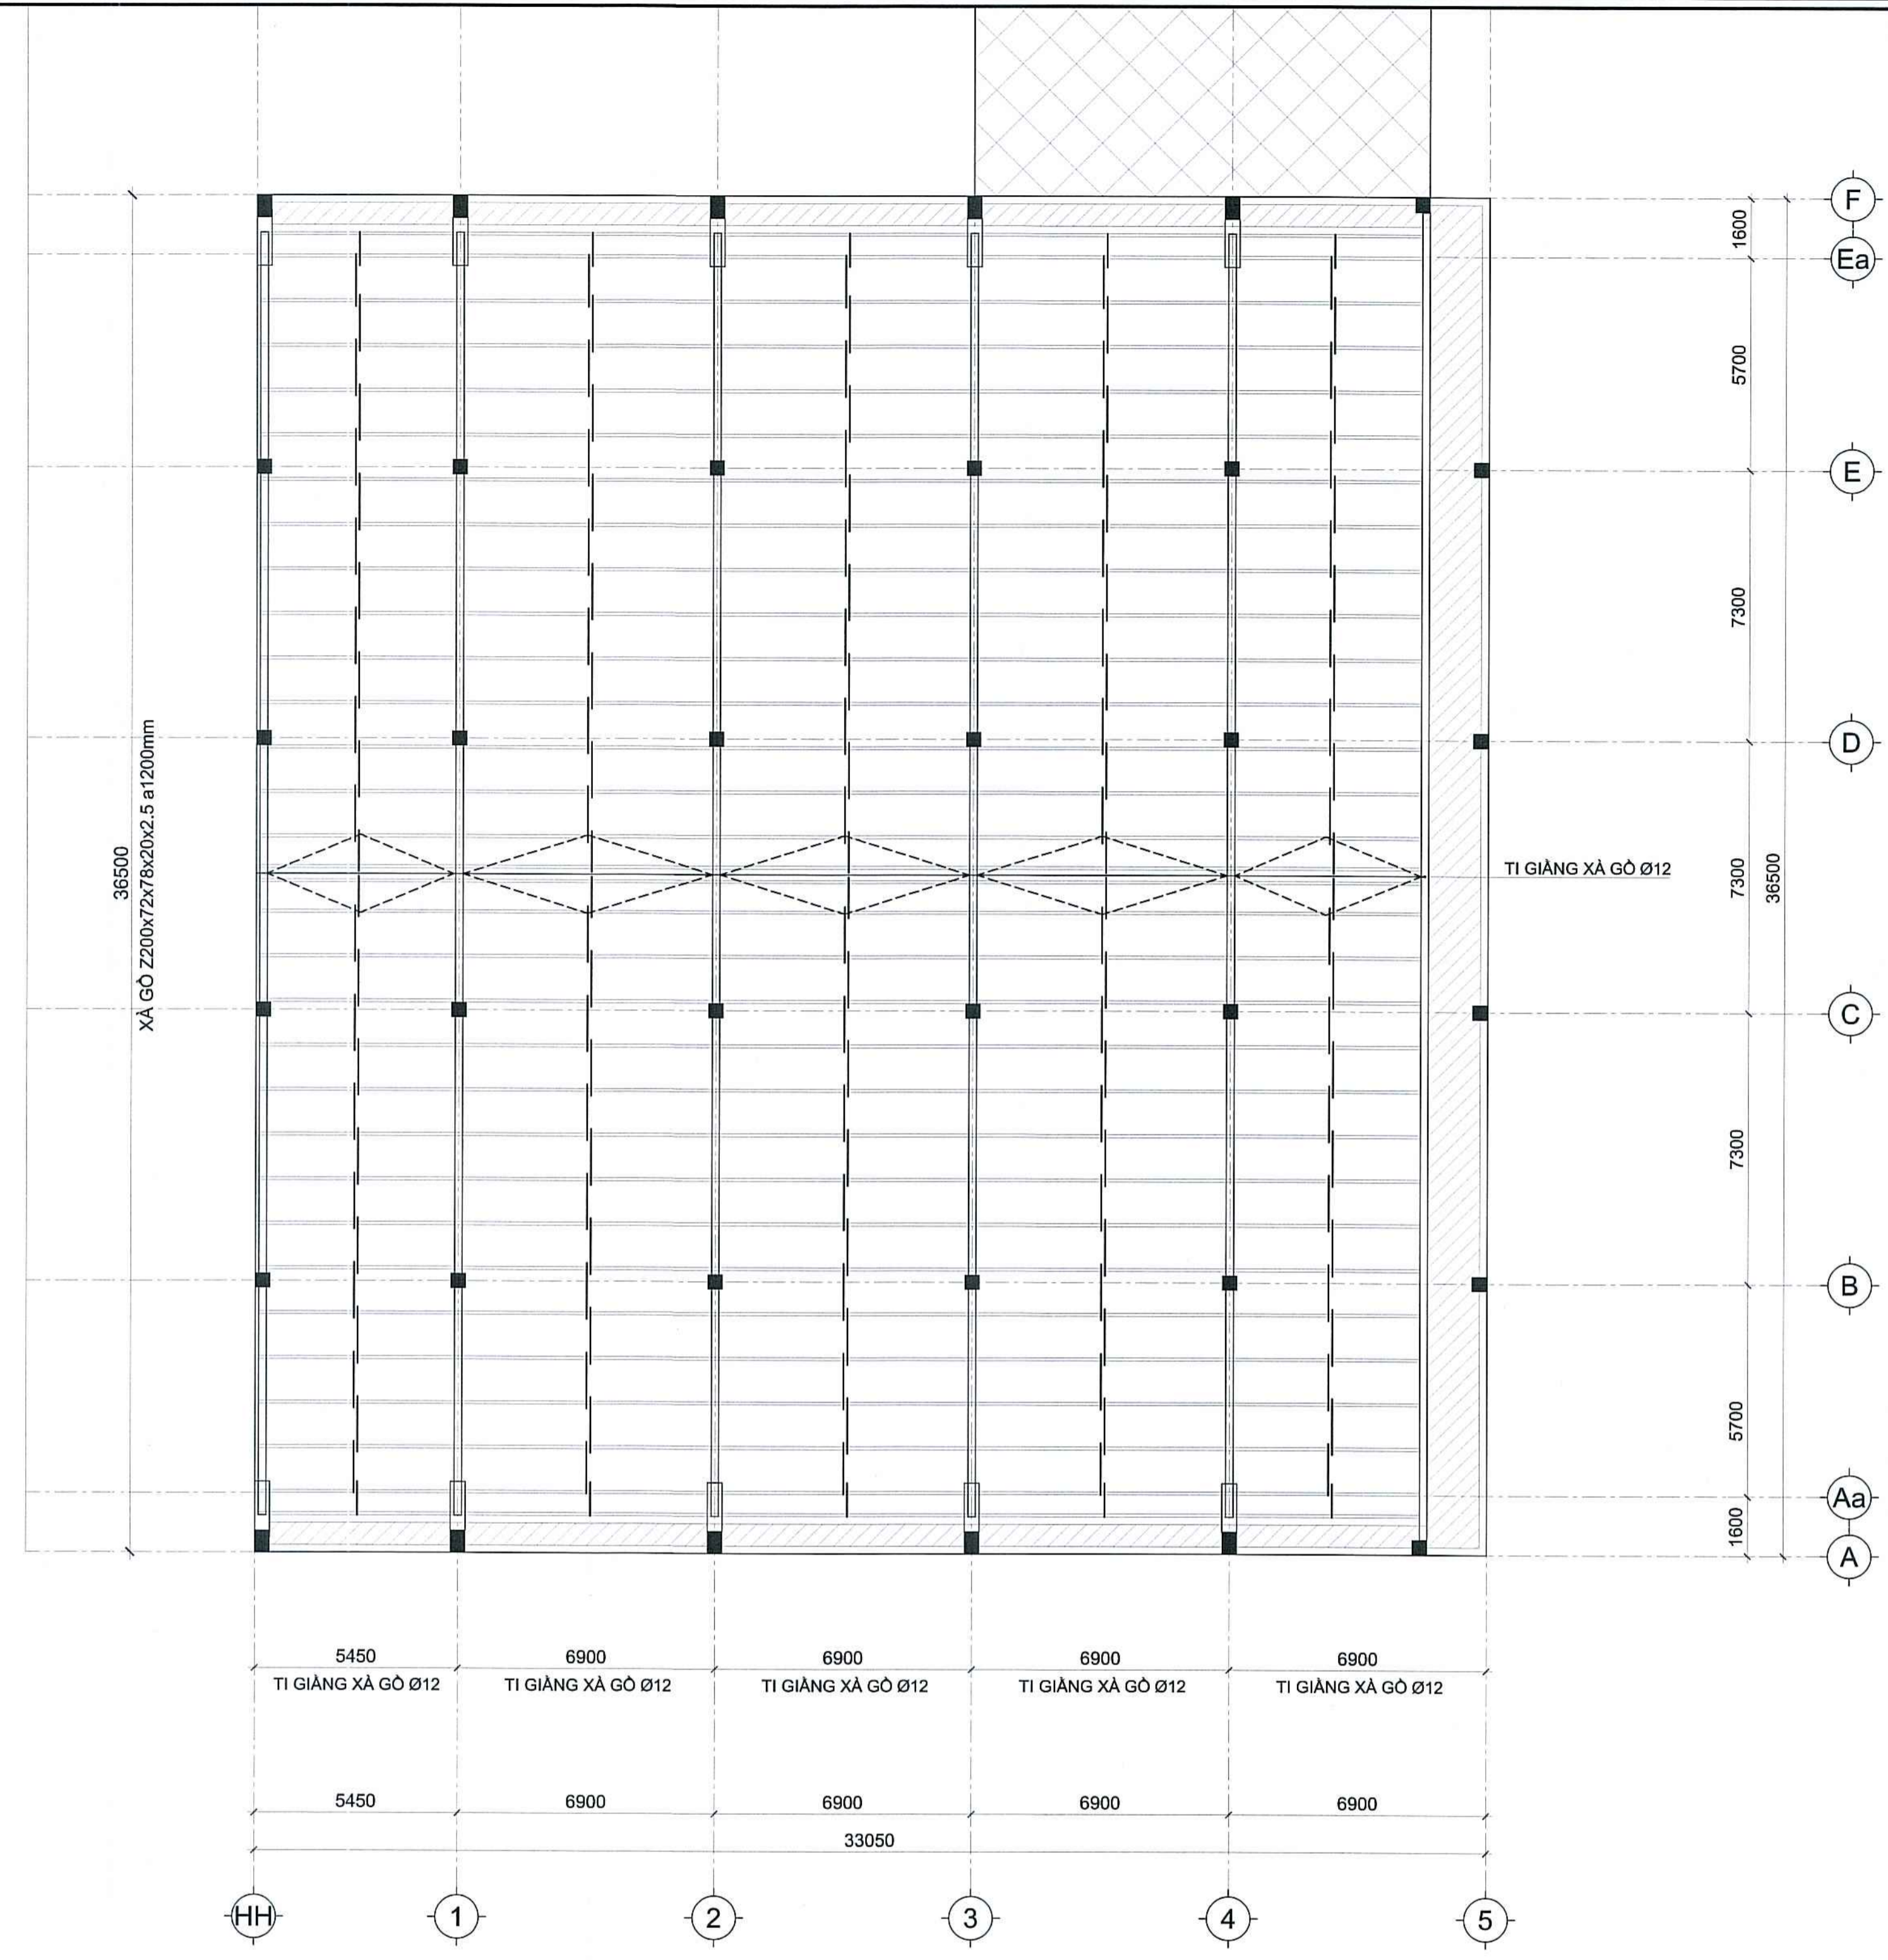 F
1600
Ea
5700
E
7300
D
36500
XÀ GỒ Z200x72x78x20x2.5 a1200mm
TI GIẰNG XÀ GỒ Ø12
7300
36500
C
7300
B
5700
Aa
1600
A
5450
6900
6900
6900
6900
TI GIẰNG XÀ GỒ Ø12
TI GIẰNG XÀ GỒ Ø12
TI GIẰNG XÀ GỒ Ø12
TI GIẰNG XÀ GỒ Ø12
TI GIẰNG XÀ GỒ Ø12
5450
6900
6900
6900
6900
33050
HH
1
2
3
4
5